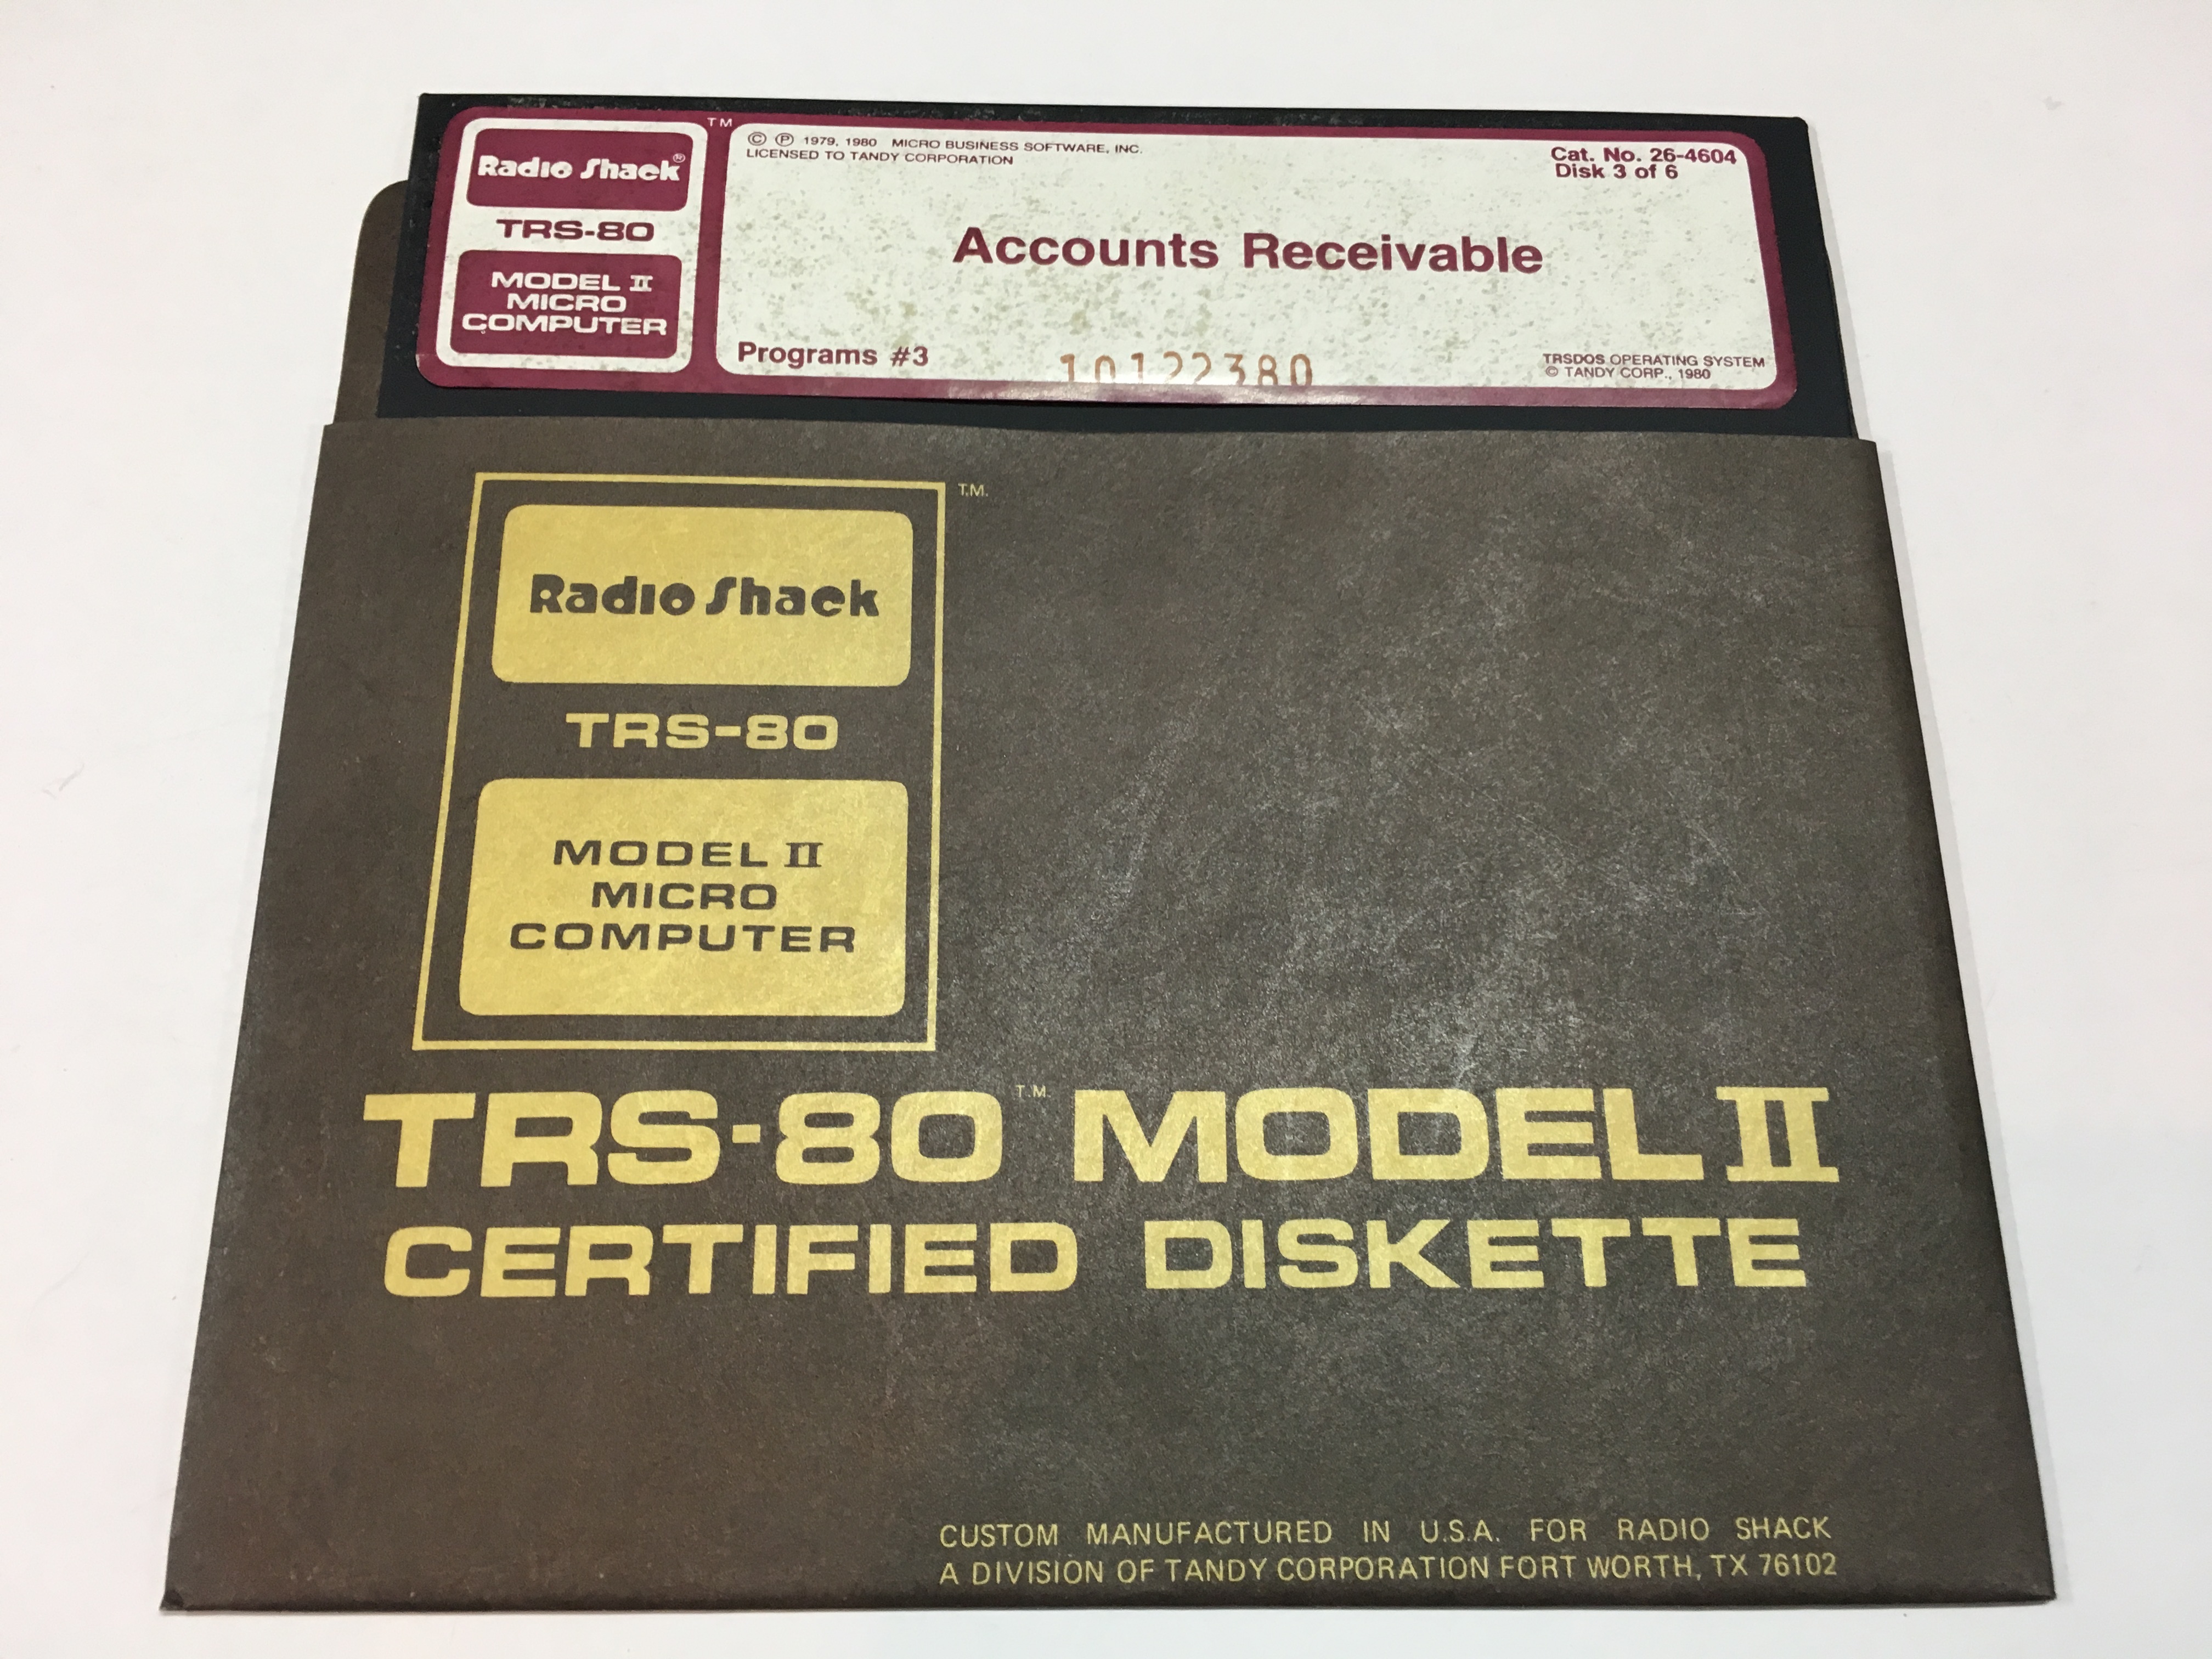 Radio Shack®
TRS-80
MODEL II
MICRO
COMPUTER
TM
© ℗ 1979, 1980 MICRO BUSINESS SOFTWARE, INC.
LICENSED TO TANDY CORPORATION
Cat. No. 26-4604
Disk 3 of 6
Accounts Receivable
Programs #3
10122380
TRSDOS OPERATING SYSTEM
© TANDY CORP., 1980
T.M.
Radio Shack
TRS-80
MODEL II
MICRO
COMPUTER
TRS-80 T.M. MODEL II
CERTIFIED DISKETTE
CUSTOM MANUFACTURED IN U.S.A. FOR RADIO SHACK
A DIVISION OF TANDY CORPORATION FORT WORTH, TX 76102